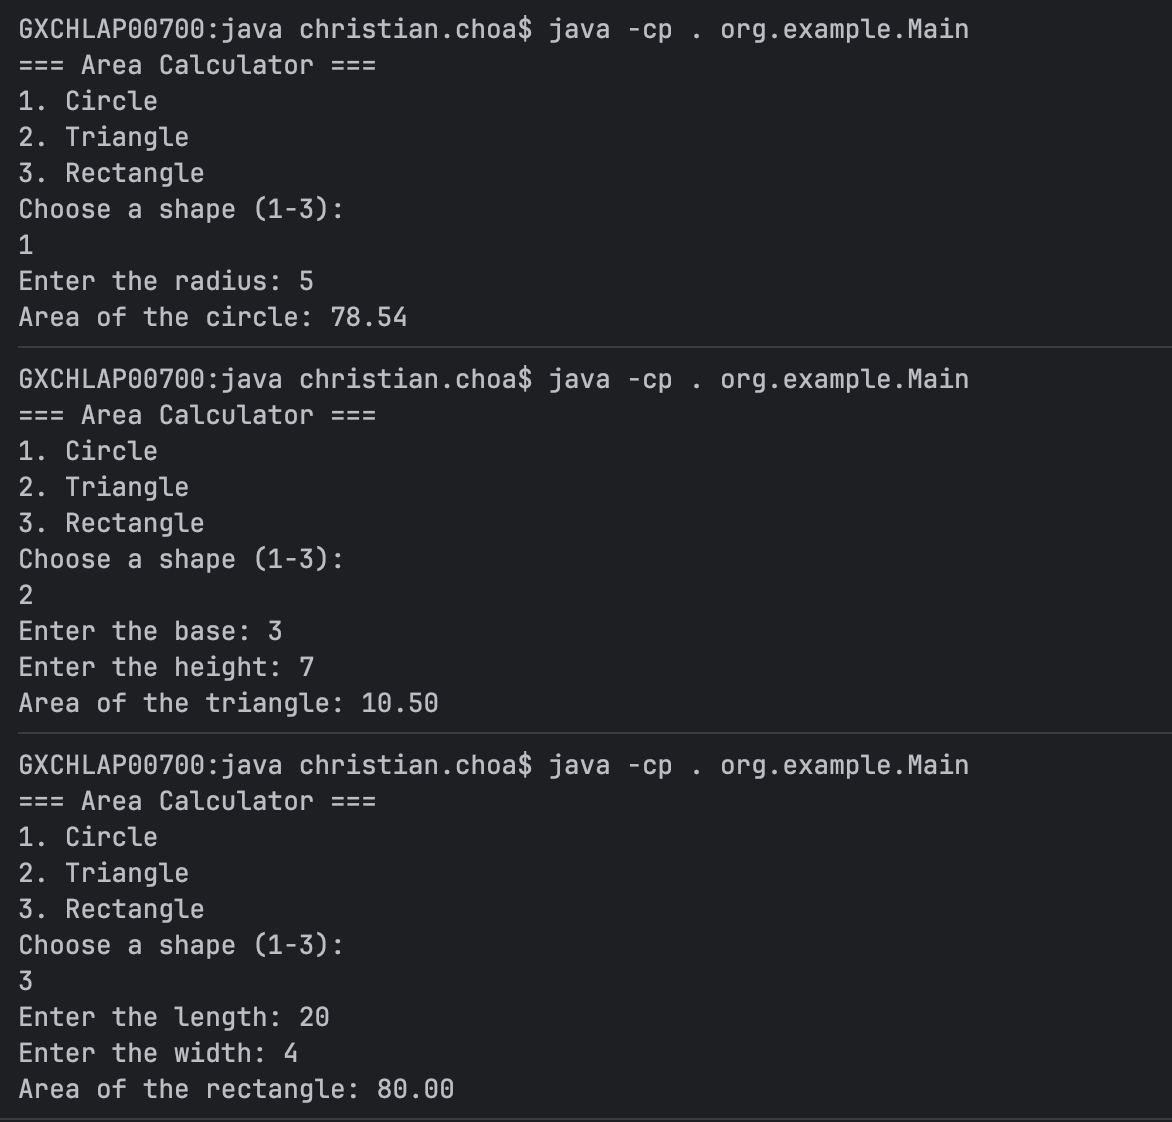 GXCHLAP00700:java christian.choa$ java -cp . org.example.Main
=== Area Calculator ===
1. Circle
2. Triangle
3. Rectangle
Choose a shape (1-3):
1
Enter the radius: 5
Area of the circle: 78.54
GXCHLAP00700:java christian.choa$ java -cp . org.example.Main
=== Area Calculator ===
1. Circle
2. Triangle
3. Rectangle
Choose a shape (1-3):
2
Enter the base: 3
Enter the height: 7
Area of the triangle: 10.50
GXCHLAP00700:java christian.choa$ java -cp . org.example.Main
=== Area Calculator ===
1. Circle
2. Triangle
3. Rectangle
Choose a shape (1-3):
3
Enter the length: 20
Enter the width: 4
Area of the rectangle: 80.00